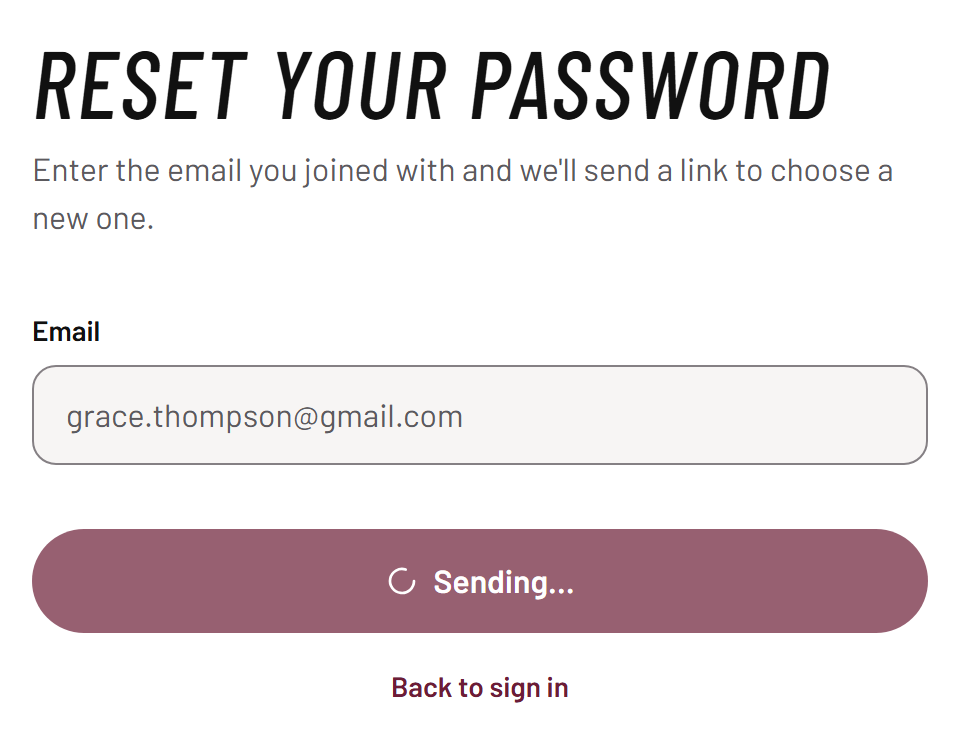 RESET YOUR PASSWORD
Enter the email you joined with and we'll send a link to choose a
new one.
Email
grace.thompson@gmail.com
Sending...
Back to sign in